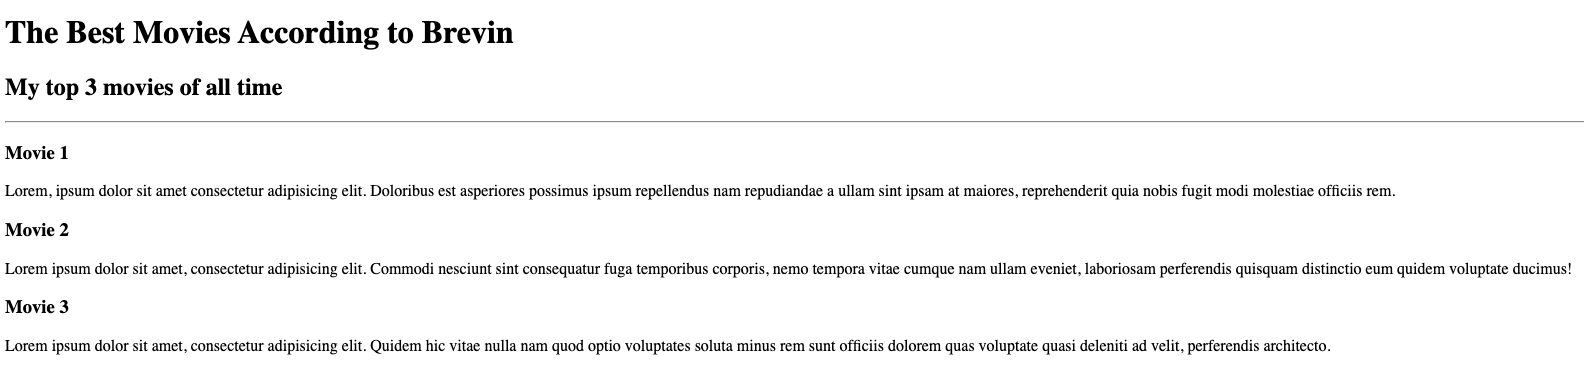 The Best Movies According to Brevin
My top 3 movies of all time
Movie 1
Lorem, ipsum dolor sit amet consectetur adipisicing elit. Doloribus est asperiores possimus ipsum repellendus nam repudiandae a ullam sint ipsam at maiores, reprehenderit quia nobis fugit modi molestiae officiis rem.
Movie 2
Lorem ipsum dolor sit amet, consectetur adipisicing elit. Commodi nesciunt sint consequatur fuga temporibus corporis, nemo tempora vitae cumque nam ullam eveniet, laboriosam perferendis quisquam distinctio eum quidem voluptate ducimus!
Movie 3
Lorem ipsum dolor sit amet, consectetur adipisicing elit. Quidem hic vitae nulla nam quod optio voluptates soluta minus rem sunt officiis dolorem quas voluptate quasi deleniti ad velit, perferendis architecto.